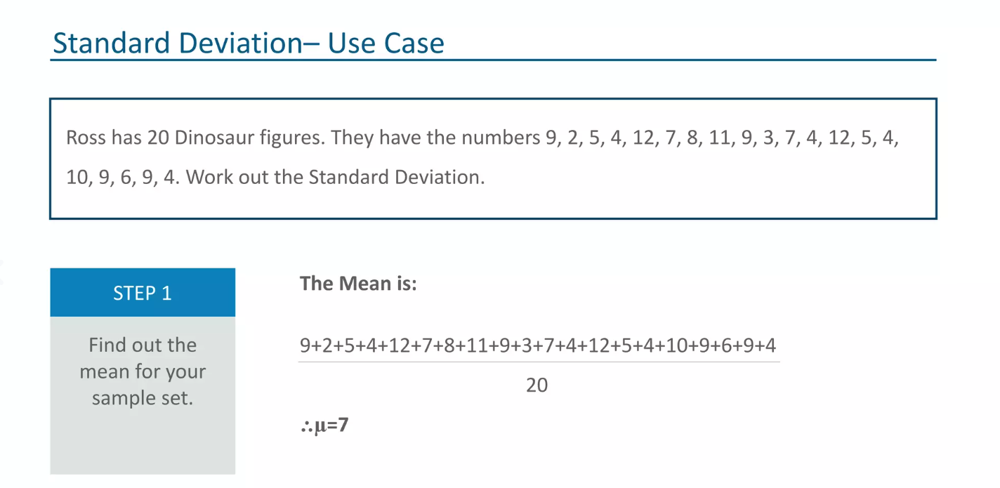 Standard Deviation– Use Case
Ross has 20 Dinosaur figures. They have the numbers 9, 2, 5, 4, 12, 7, 8, 11, 9, 3, 7, 4, 12, 5, 4,
10, 9, 6, 9, 4. Work out the Standard Deviation.
STEP 1
Find out the
mean for your
sample set.
The Mean is:
9+2+5+4+12+7+8+11+9+3+7+4+12+5+4+10+9+6+9+4
20
∴μ=7